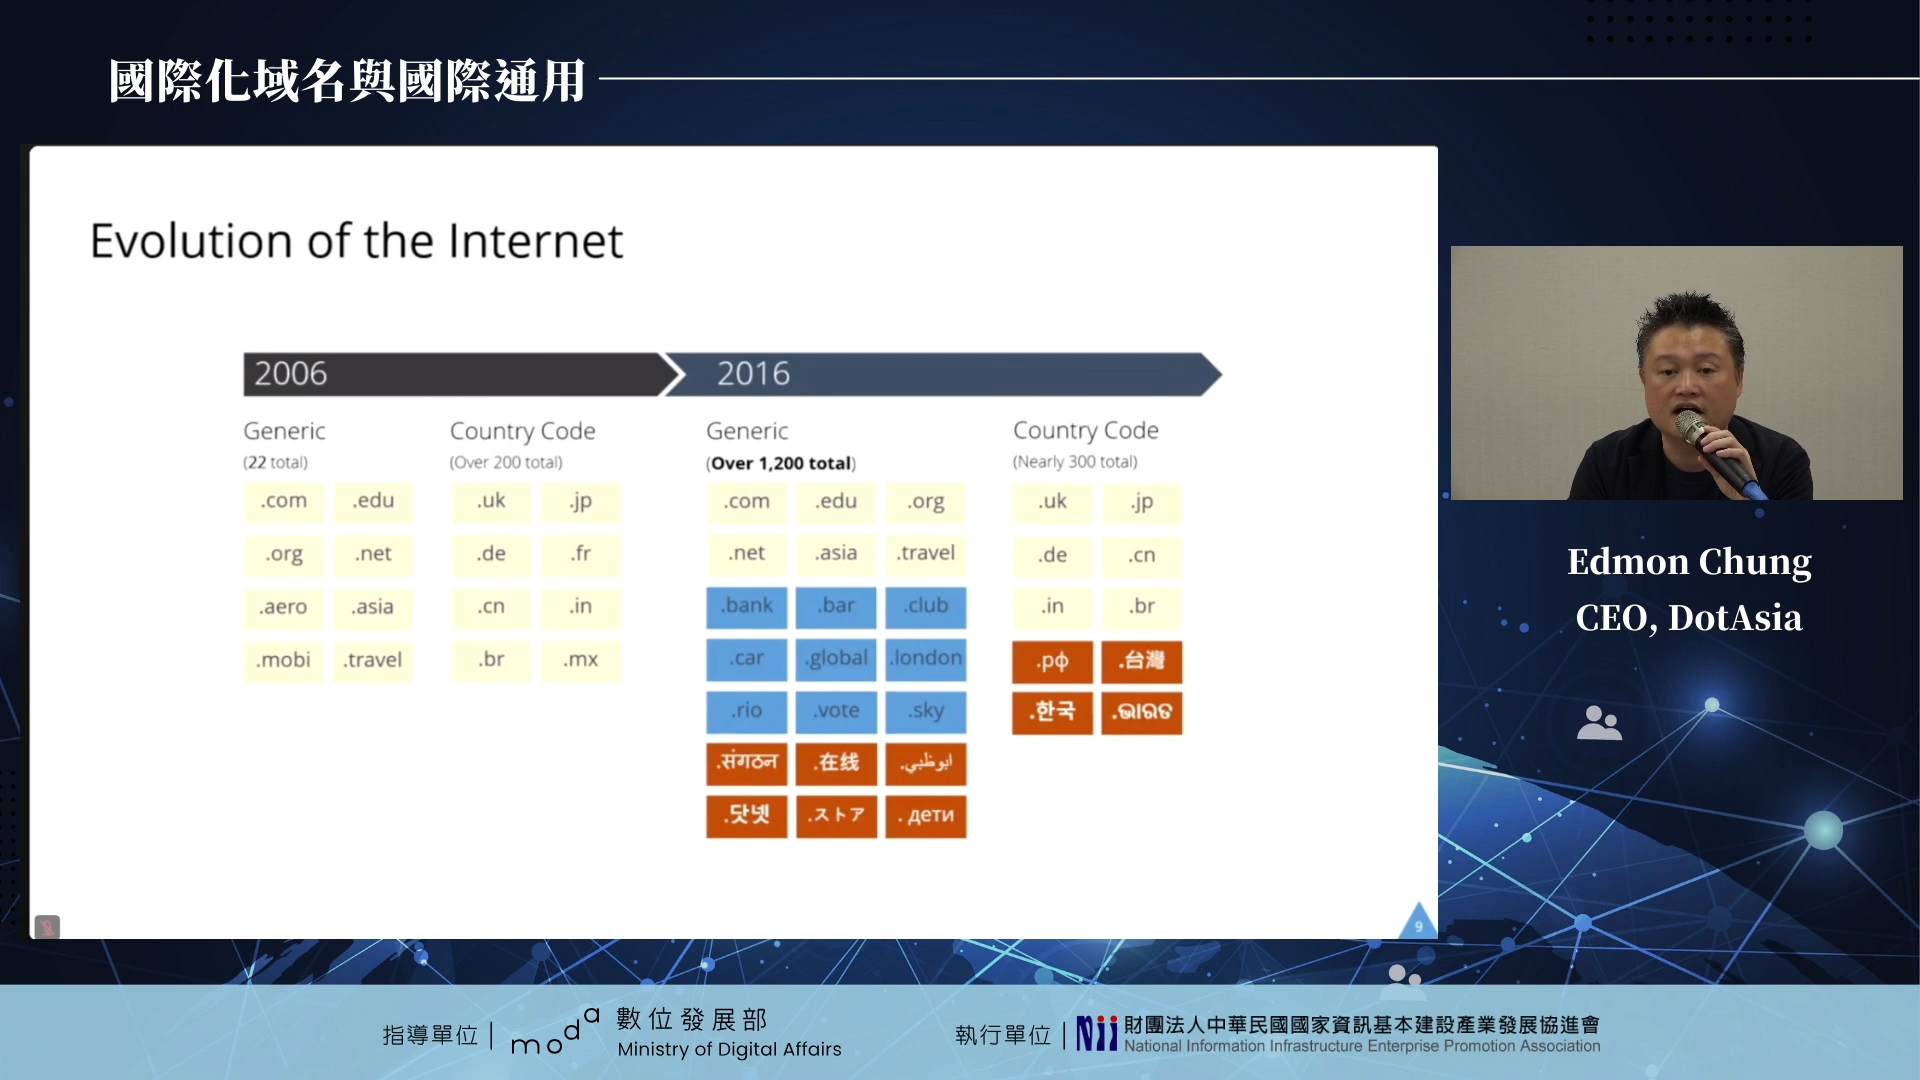 國際化域名與國際通用
Evolution of the Internet
2006
2016
Generic
(22 total)
.com .edu
.org .net
.aero .asia
.mobi .travel
Country Code
(Over 200 total)
.uk .jp
.de .fr
.cn .in
.br .mx
Generic
(Over 1,200 total)
.com .edu .org
.net .asia .travel
.bank .bar .club
.car .global .london
.rio .vote .sky
.संगठन .在线 .ابوظبي
.닷넷 .ストア .дети
Country Code
(Nearly 300 total)
.uk .jp
.de .cn
.in .br
.рф .台灣
.한국 .ଭାରତ
9
Edmon Chung
CEO, DotAsia
指導單位 |
moda
數位發展部
Ministry of Digital Affairs
執行單位 |
Nii
財團法人中華民國國家資訊基本建設產業發展協進會
National Information Infrastructure Enterprise Promotion Association